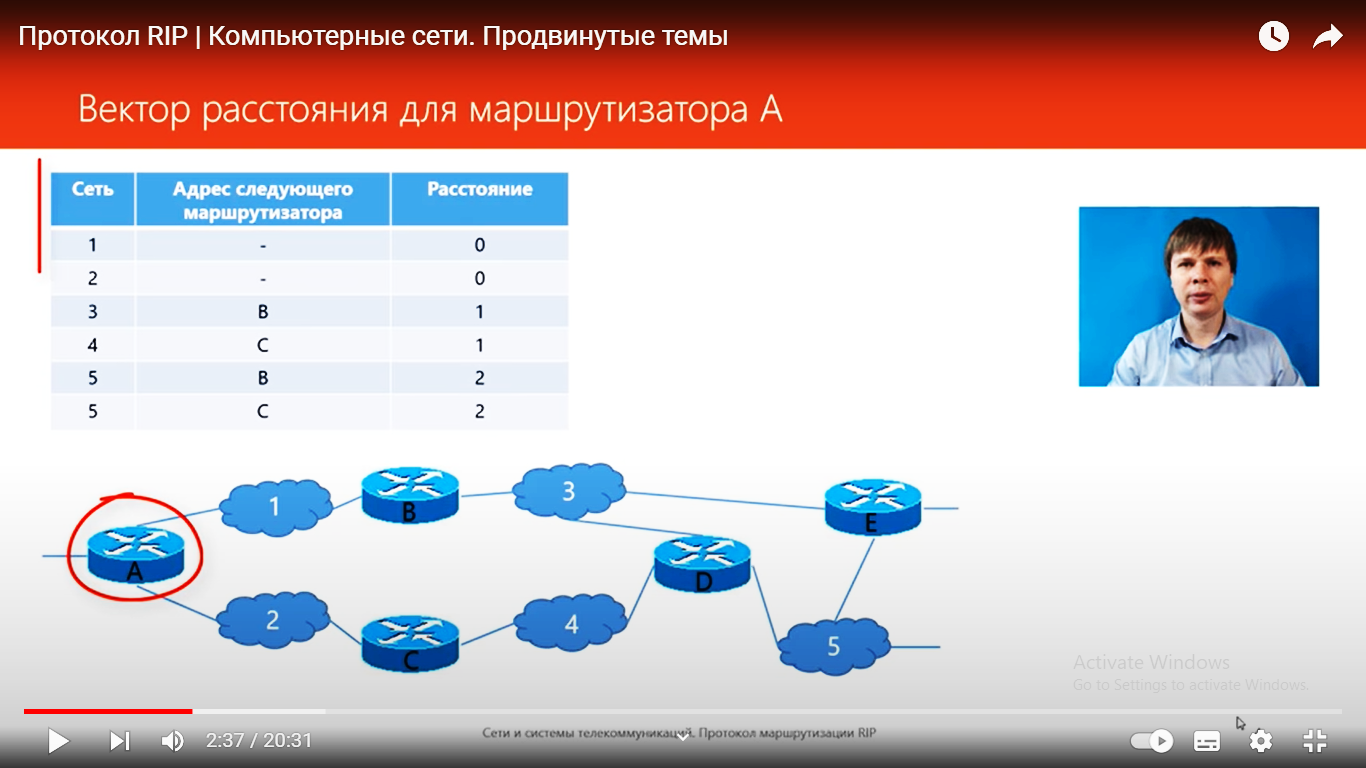 Протокол RIP | Компьютерные сети. Продвинутые темы
Вектор расстояния для маршрутизатора А
Сеть Адрес следующего маршрутизатора Расстояние
1 - 0
2 - 0
3 B 1
4 C 1
5 B 2
5 C 2
1
B
3
E
A
D
2
C
4
5
Activate Windows
Go to Settings to activate Windows.
2:37 / 20:31
Сети и системы телекоммуникаций. Протокол маршрутизации RIP